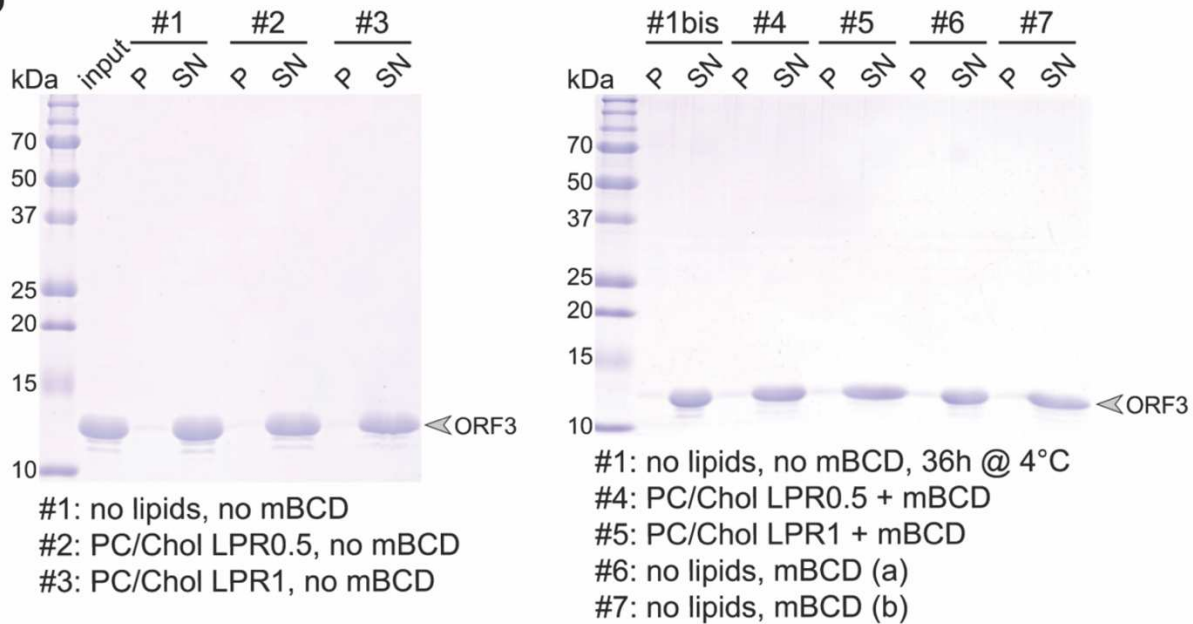 #1 #2 #3
kDa input P SN P SN P SN
70
50
37
25
20
15
10
ORF3
#1: no lipids, no mBCD
#2: PC/Chol LPR0.5, no mBCD
#3: PC/Chol LPR1, no mBCD
#1bis #4 #5 #6 #7
kDa P SN P SN P SN P SN P SN
70
50
37
25
20
15
10
ORF3
#1: no lipids, no mBCD, 36h @ 4°C
#4: PC/Chol LPR0.5 + mBCD
#5: PC/Chol LPR1 + mBCD
#6: no lipids, mBCD (a)
#7: no lipids, mBCD (b)